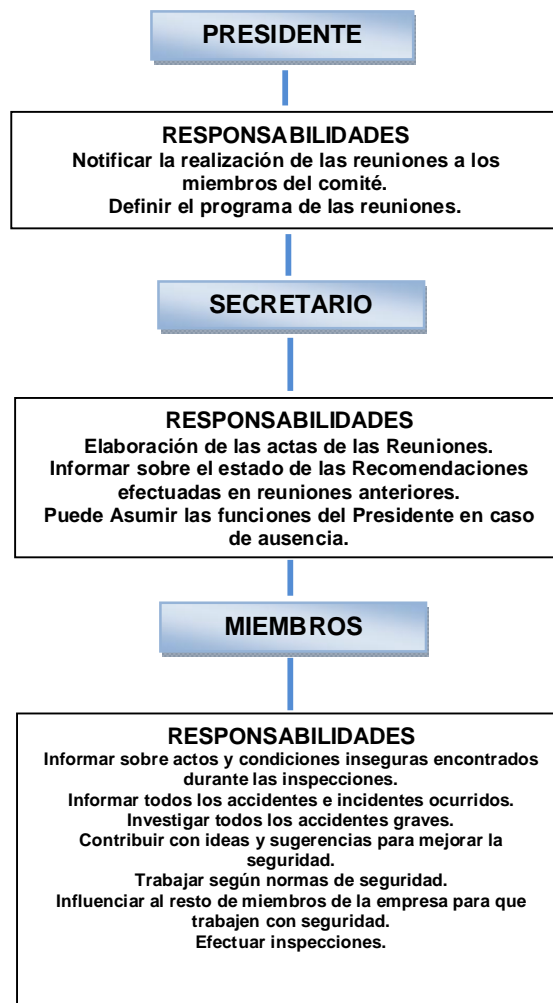 PRESIDENTE
RESPONSABILIDADES
Notificar la realización de las reuniones a los
miembros del comité.
Definir el programa de las reuniones.
SECRETARIO
RESPONSABILIDADES
Elaboración de las actas de las Reuniones.
Informar sobre el estado de las Recomendaciones
efectuadas en reuniones anteriores.
Puede Asumir las funciones del Presidente en caso
de ausencia.
MIEMBROS
RESPONSABILIDADES
Informar sobre actos y condiciones inseguras encontrados
durante las inspecciones.
Informar todos los accidentes e incidentes ocurridos.
Investigar todos los accidentes graves.
Contribuir con ideas y sugerencias para mejorar la
seguridad.
Trabajar según normas de seguridad.
Influenciar al resto de miembros de la empresa para que
trabajen con seguridad.
Efectuar inspecciones.